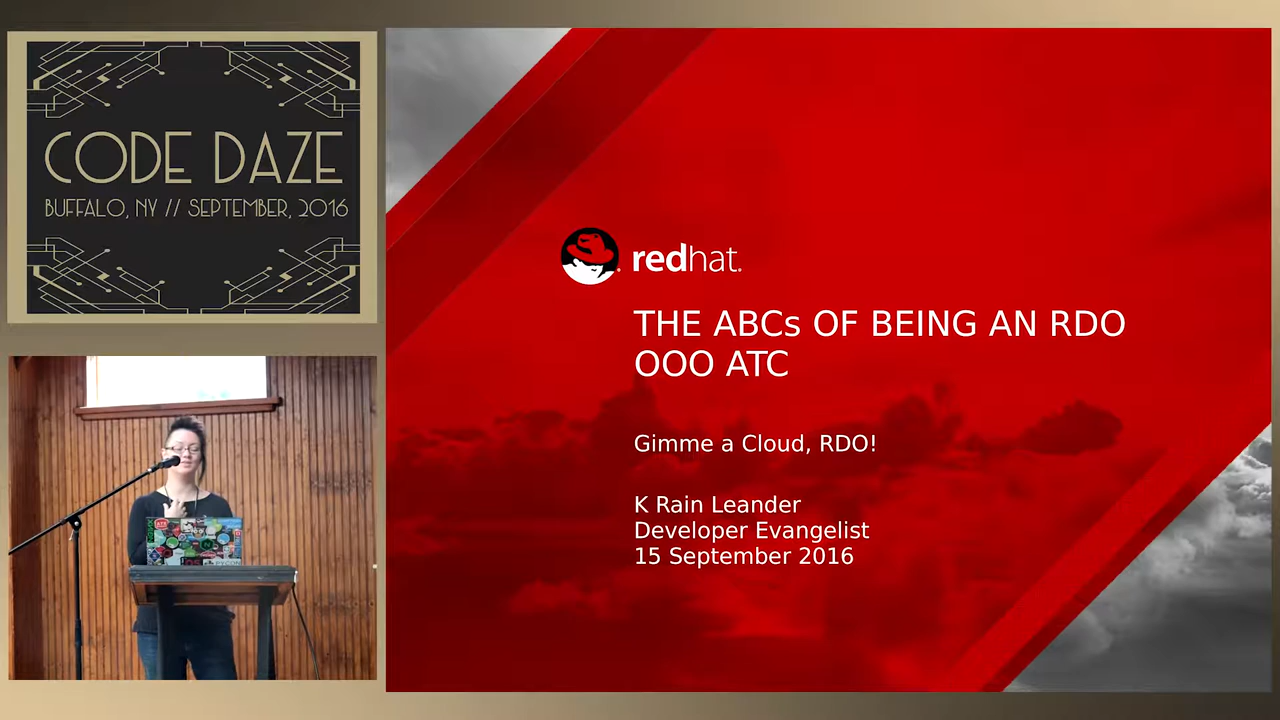 CODE DAZE
BUFFALO, NY // SEPTEMBER, 2016
redhat.
THE ABCs OF BEING AN RDO
OOO ATC
Gimme a Cloud, RDO!
K Rain Leander
Developer Evangelist
15 September 2016